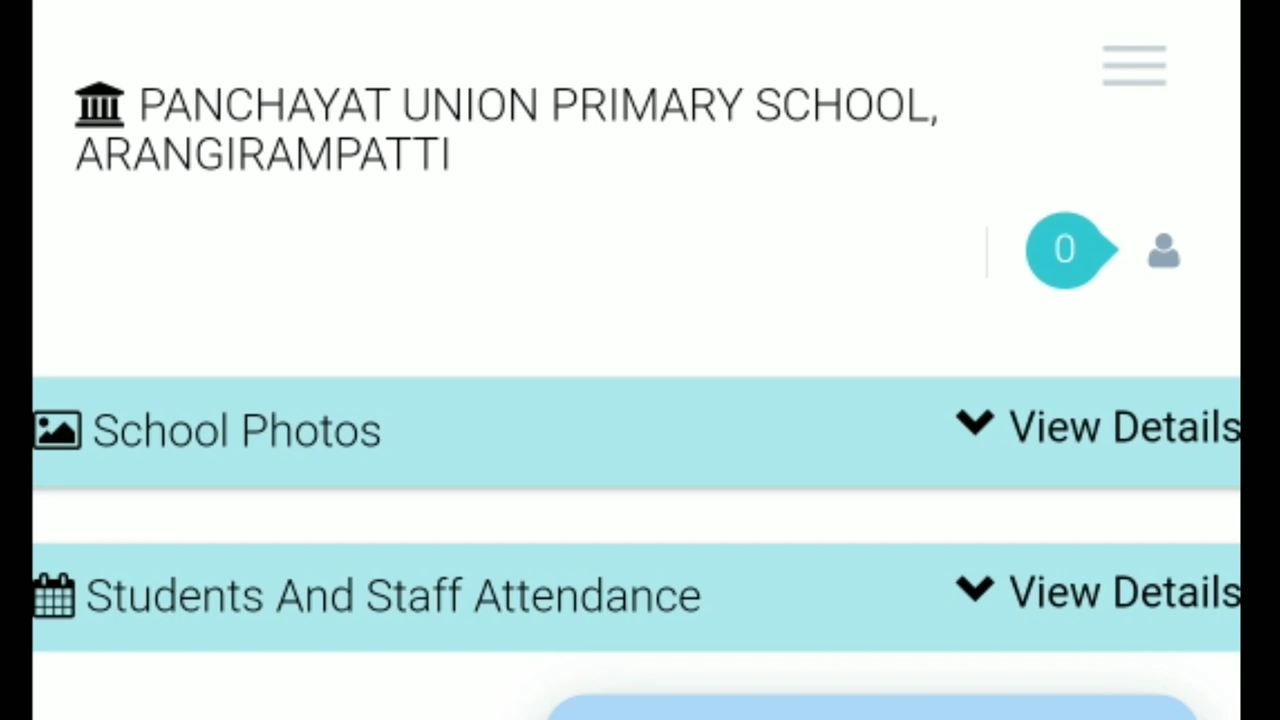 PANCHAYAT UNION PRIMARY SCHOOL,
ARANGIRAMPATTI
0
School Photos View Details
Students And Staff Attendance View Details